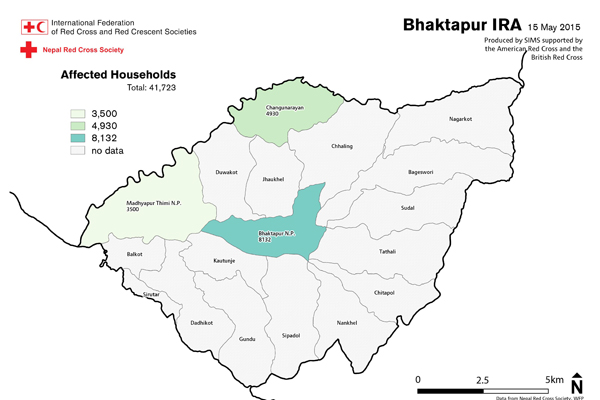 International Federation
of Red Cross and Red Crescent Societies
Nepal Red Cross Society
Bhaktapur IRA 15 May 2015
Produced by SIMS supported by
the American Red Cross and the
British Red Cross
Affected Households
Total: 41,723
3,500
4,930
8,132
no data
Changunarayan
4930
Nagarkot
Chhaling
Duwakot
Jhaukhel
Bageswori
Madhyapur Thimi N.P.
3500
Sudal
Bhaktapur N.P.
8132
Tathali
Balkot
Kautunje
Sirutar
Chitapol
Dadhikot
Gundu
Sipadol
Nankhel
0 2.5 5km
N
Data from Nepal Red Cross Society, WFP